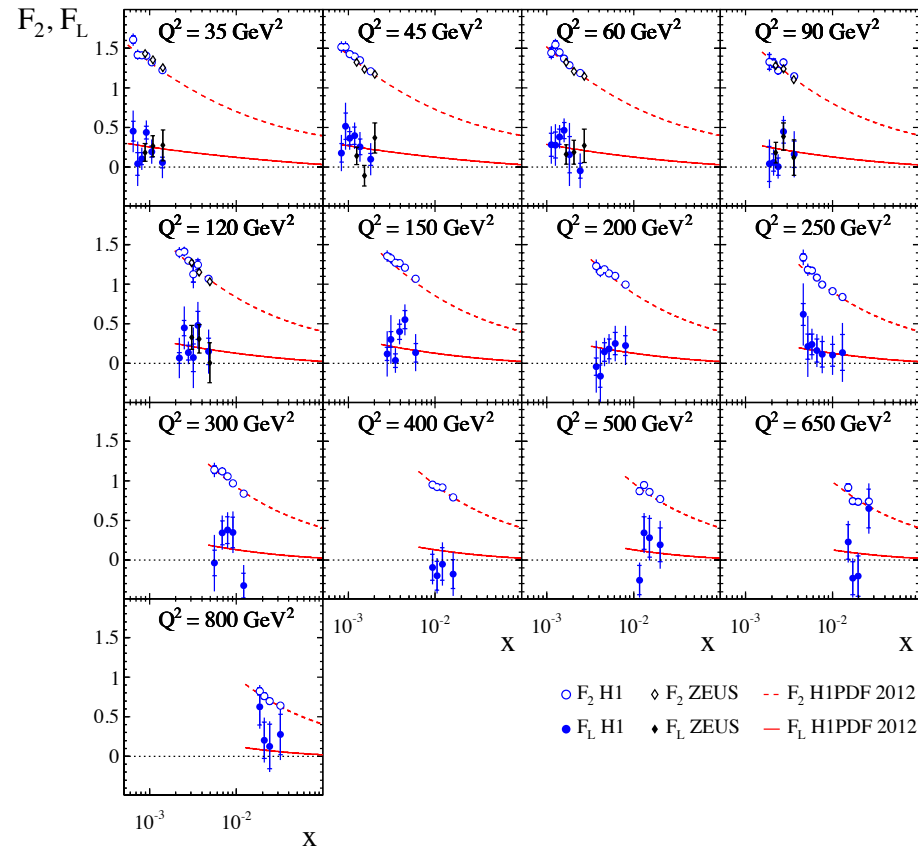 F₂, F_L
Q² = 35 GeV²
Q² = 45 GeV²
Q² = 60 GeV²
Q² = 90 GeV²
1.5
1
0.5
0
Q² = 120 GeV²
Q² = 150 GeV²
Q² = 200 GeV²
Q² = 250 GeV²
1.5
1
0.5
0
Q² = 300 GeV²
Q² = 400 GeV²
Q² = 500 GeV²
Q² = 650 GeV²
1.5
1
0.5
0
10⁻³ 10⁻² 10⁻³ 10⁻² 10⁻³ 10⁻²
x x x
Q² = 800 GeV²
1.5
1
0.5
0
10⁻³ 10⁻²
x
F₂ H1 F₂ ZEUS F₂ H1PDF 2012
F_L H1 F_L ZEUS F_L H1PDF 2012